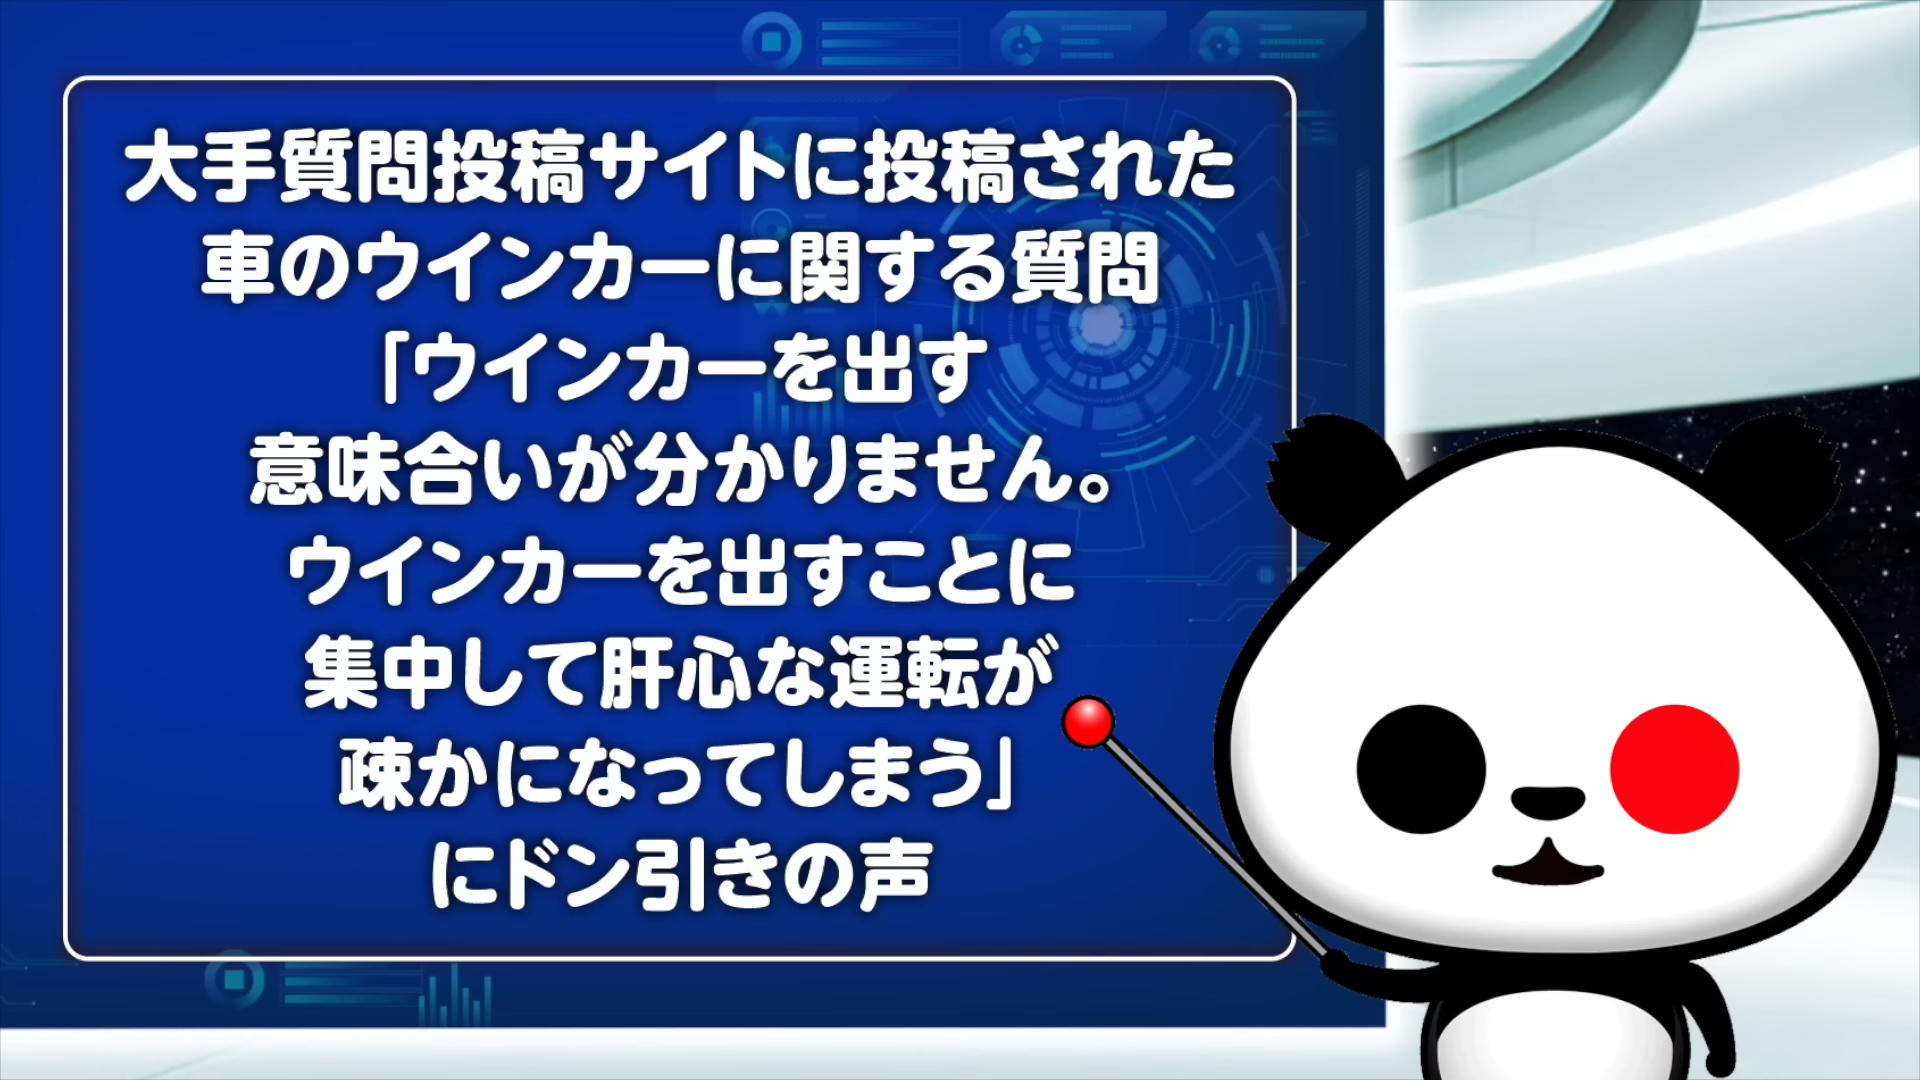 大手質問投稿サイトに投稿された
車のウインカーに関する質問
「ウインカーを出す
意味合いが分かりません。
ウインカーを出すことに
集中して肝心な運転が
疎かになってしまう」
にドン引きの声